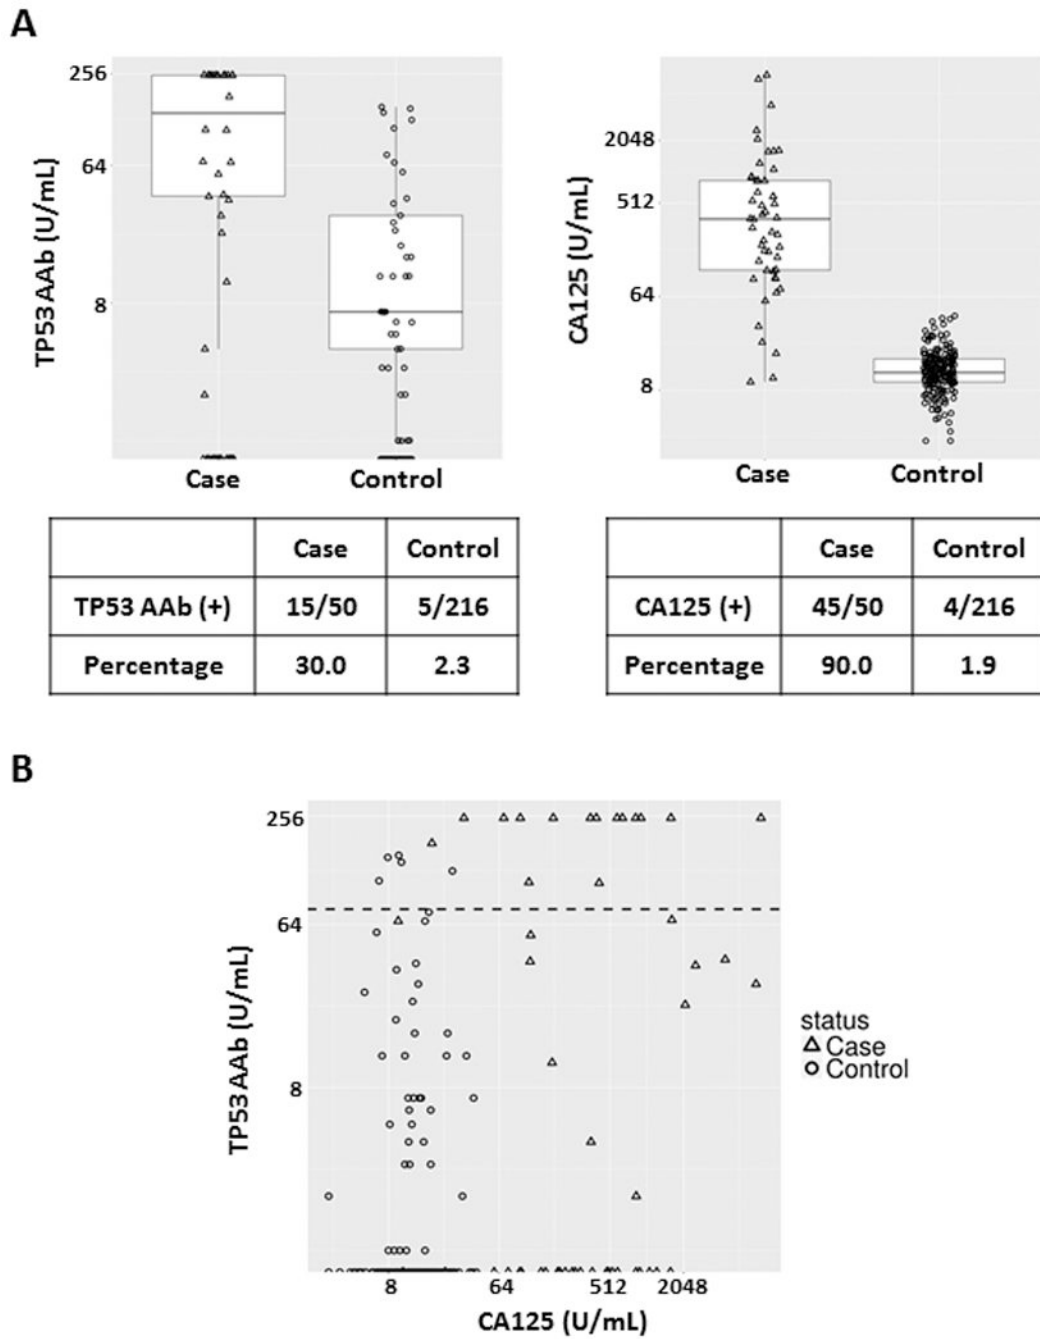 A
256
64
8
TP53 AAb (U/mL)
Case Control
2048
512
64
8
CA125 (U/mL)
Case Control
Case Control
TP53 AAb (+) 15/50 5/216
Percentage 30.0 2.3
Case Control
CA125 (+) 45/50 4/216
Percentage 90.0 1.9
B
256
64
8
TP53 AAb (U/mL)
8 64 512 2048
CA125 (U/mL)
status
Case
Control